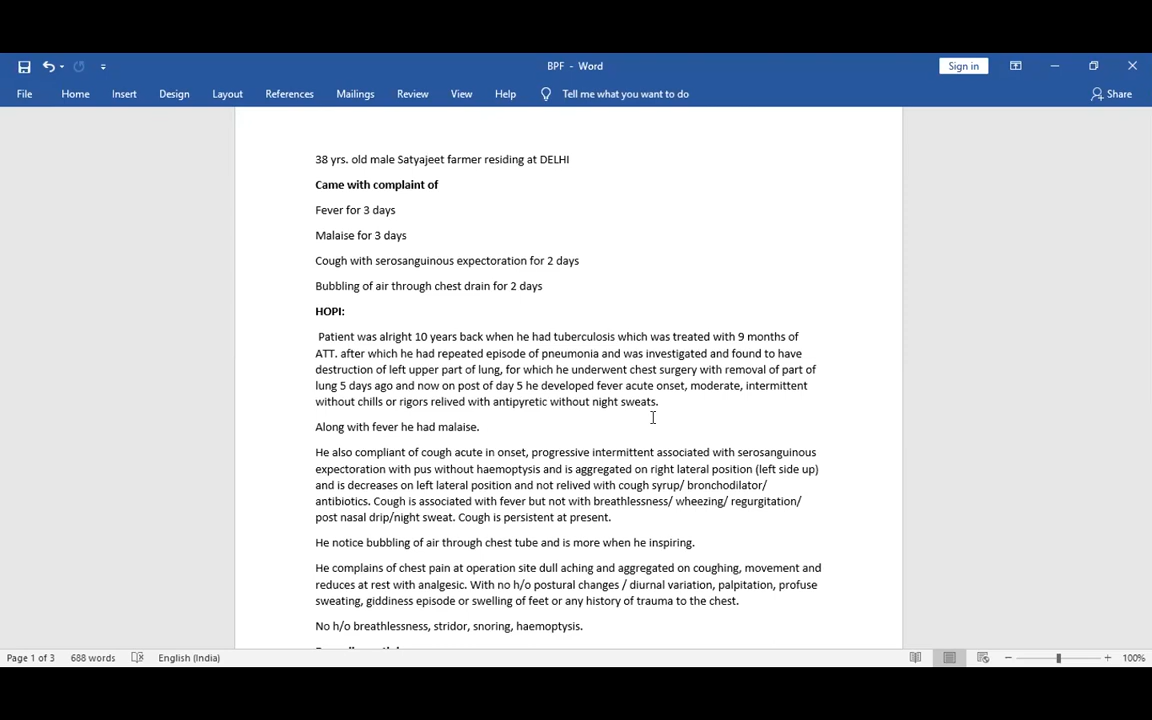 BPF - Word
Sign in
File Home Insert Design Layout References Mailings Review View Help Tell me what you want to do Share
38 yrs. old male Satyajeet farmer residing at DELHI
Came with complaint of
Fever for 3 days
Malaise for 3 days
Cough with serosanguinous expectoration for 2 days
Bubbling of air through chest drain for 2 days
HOPI:
Patient was alright 10 years back when he had tuberculosis which was treated with 9 months of
ATT. after which he had repeated episode of pneumonia and was investigated and found to have
destruction of left upper part of lung, for which he underwent chest surgery with removal of part of
lung 5 days ago and now on post of day 5 he developed fever acute onset, moderate, intermittent
without chills or rigors relived with antipyretic without night sweats.
Along with fever he had malaise.
He also compliant of cough acute in onset, progressive intermittent associated with serosanguinous
expectoration with pus without haemoptysis and is aggregated on right lateral position (left side up)
and is decreases on left lateral position and not relived with cough syrup/ bronchodilator/
antibiotics. Cough is associated with fever but not with breathlessness/ wheezing/ regurgitation/
post nasal drip/night sweat. Cough is persistent at present.
He notice bubbling of air through chest tube and is more when he inspiring.
He complains of chest pain at operation site dull aching and aggregated on coughing, movement and
reduces at rest with analgesic. With no h/o postural changes / diurnal variation, palpitation, profuse
sweating, giddiness episode or swelling of feet or any history of trauma to the chest.
No h/o breathlessness, stridor, snoring, haemoptysis.
Page 1 of 3 688 words English (India) 100%